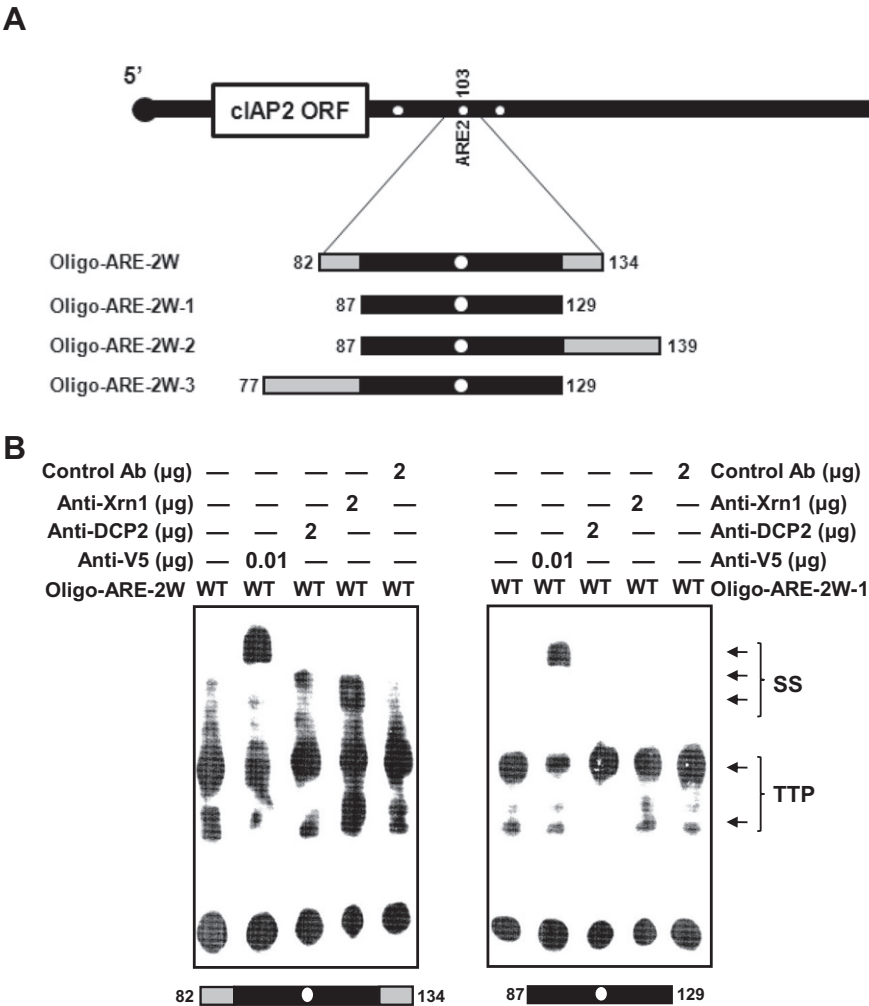 A
5’
cIAP2 ORF
103
ARE2
Oligo-ARE-2W 82 134
Oligo-ARE-2W-1 87 129
Oligo-ARE-2W-2 87 139
Oligo-ARE-2W-3 77 129
B
Control Ab (µg) — — — — 2 — — — — 2 Control Ab (µg)
Anti-Xrn1 (µg) — — — 2 — — — — 2 — Anti-Xrn1 (µg)
Anti-DCP2 (µg) — — 2 — — — — 2 — — Anti-DCP2 (µg)
Anti-V5 (µg) — 0.01 — — — — 0.01 — — — Anti-V5 (µg)
Oligo-ARE-2W WT WT WT WT WT WT WT WT WT WT Oligo-ARE-2W-1
SS
TTP
82 134 87 129